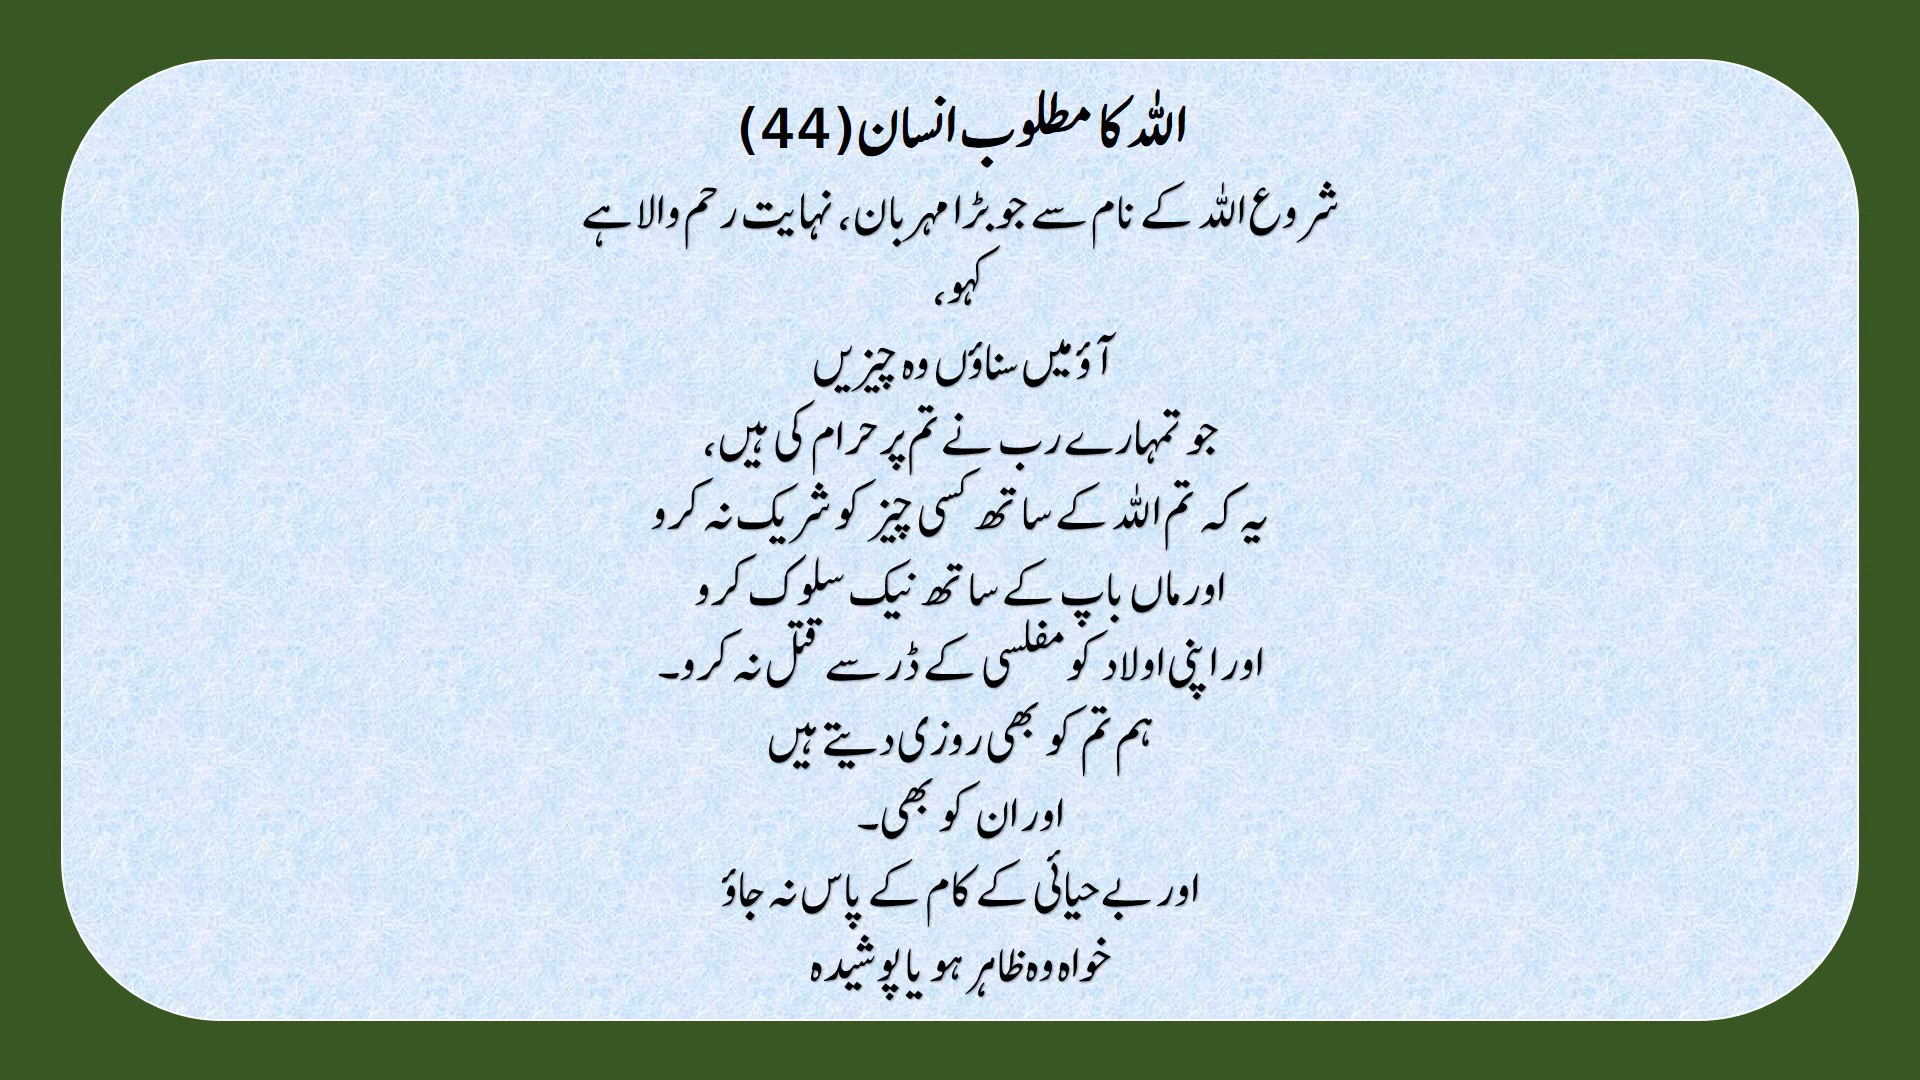 اللہ کا مطلوب انسان(44)
شروع اللہ کے نام سے جو بڑا مہربان، نہایت رحم والا ہے
کہو،
آؤ میں سناؤں وہ چیزیں
جو تمہارے رب نے تم پر حرام کی ہیں،
یہ کہ تم اللہ کے ساتھ کسی چیز کو شریک نہ کرو
اور ماں باپ کے ساتھ نیک سلوک کرو
اور اپنی اولاد کو مفلسی کے ڈر سے قتل نہ کرو۔
ہم تم کو بھی روزی دیتے ہیں
اور ان کو بھی۔
اور بے حیائی کے کام کے پاس نہ جاؤ
خواہ وہ ظاہر ہو یا پوشیدہ